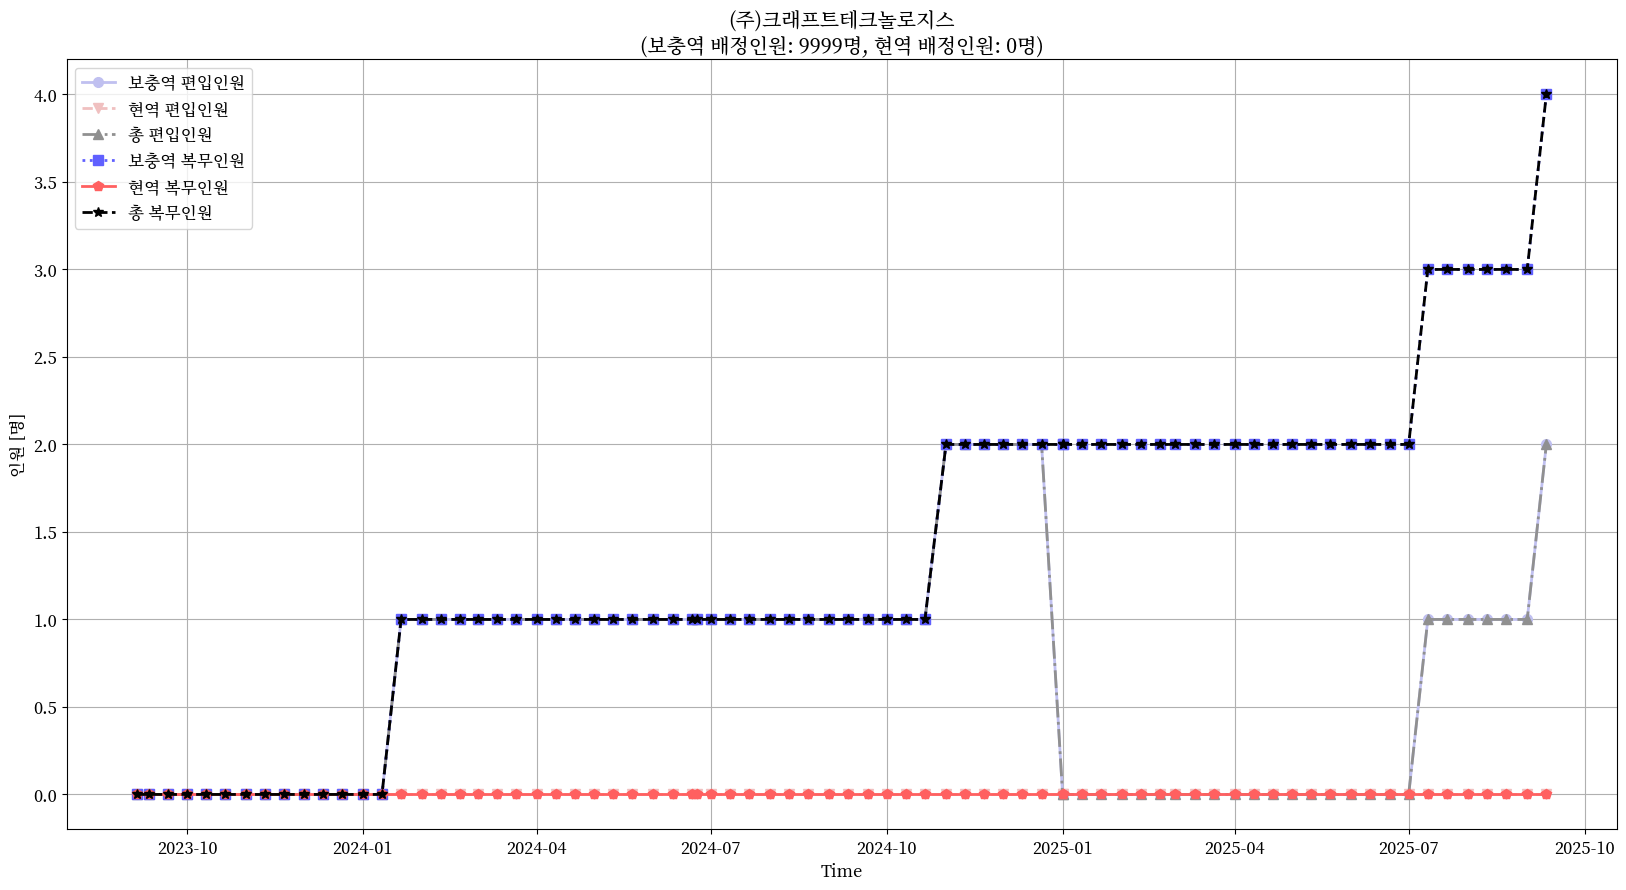 (주)크래프트테크놀로지스
(보충역 배정인원: 9999명, 현역 배정인원: 0명)
보충역 편입인원
현역 편입인원
총 편입인원
보충역 복무인원
현역 복무인원
총 복무인원
4.0
3.5
3.0
2.5
2.0
1.5
1.0
0.5
0.0
인원 [명]
2023-10
2024-01
2024-04
2024-07
2024-10
2025-01
2025-04
2025-07
2025-10
Time